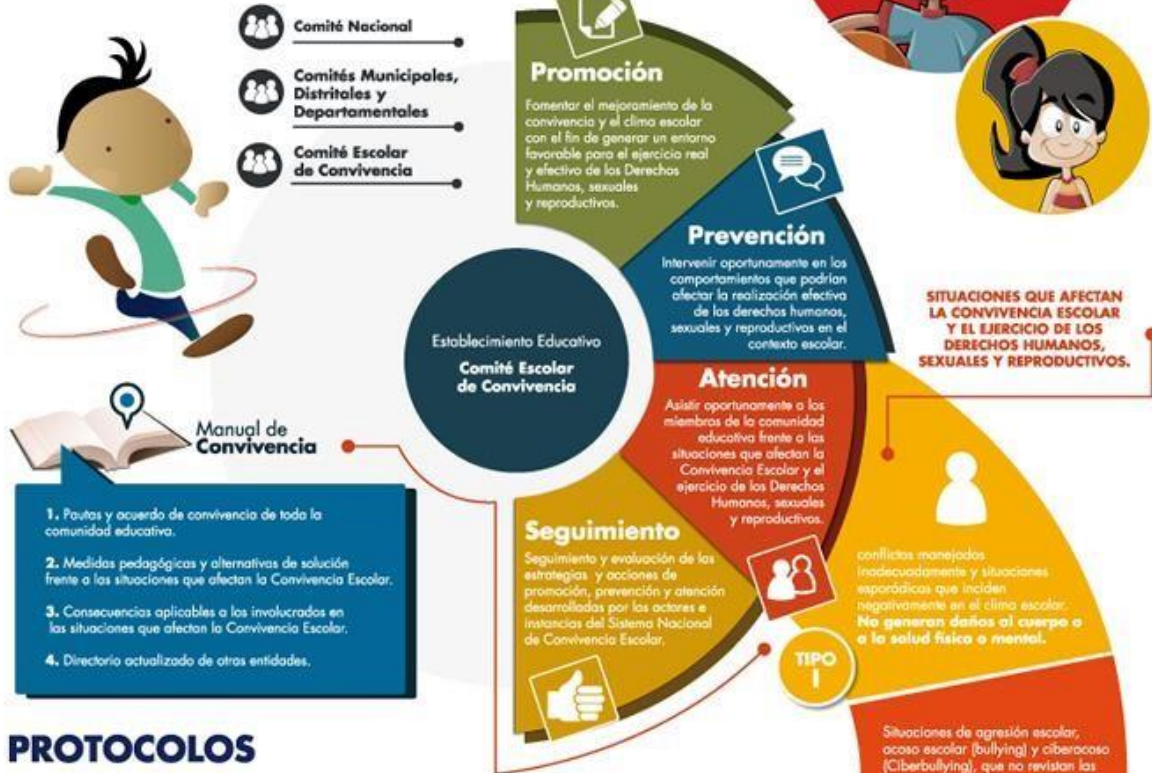 Comité Nacional
Comités Municipales,
Distritales y
Departamentales
Comité Escolar
de Convivencia
Promoción
Fomentar el mejoramiento de la
convivencia y el clima escolar
con el fin de generar un entorno
favorable para el ejercicio real
y efectivo de los Derechos
Humanos, sexuales
y reproductivos.
Prevención
Intervenir oportunamente en los
comportamientos que podrían
afectar la realización efectiva
de los derechos humanos,
sexuales y reproductivos en el
contexto escolar.
SITUACIONES QUE AFECTAN
LA CONVIVENCIA ESCOLAR
Y EL EJERCICIO DE LOS
DERECHOS HUMANOS,
SEXUALES Y REPRODUCTIVOS.
Establecimiento Educativo
Comité Escolar
de Convivencia
Atención
Asistir oportunamente a los
miembros de la comunidad
educativa frente a las
situaciones que afectan la
Convivencia Escolar y el
ejercicio de los Derechos
Humanos, sexuales
y reproductivos.
Manual de
Convivencia
1. Pautas y acuerdo de convivencia de toda la
comunidad educativa.
2. Medidas pedagógicas y alternativas de solución
frente a las situaciones que afectan la Convivencia Escolar.
3. Consecuencias aplicables a los involucrados en
las situaciones que afectan la Convivencia Escolar.
4. Directorio actualizado de otras entidades.
Seguimiento
Seguimiento y evaluación de las
estrategias y acciones de
promoción, prevención y atención
desarrolladas por los actores e
instancias del Sistema Nacional
de Convivencia Escolar.
conflictos manejados
inadecuadamente y situaciones
esporádicas que inciden
negativamente en el clima escolar.
No generan daños al cuerpo o
a la salud física o mental.
TIPO
I
Situaciones de agresión escolar,
acoso escolar (bullying) y ciberacoso
(Ciberbullying), que no revistan las
PROTOCOLOS